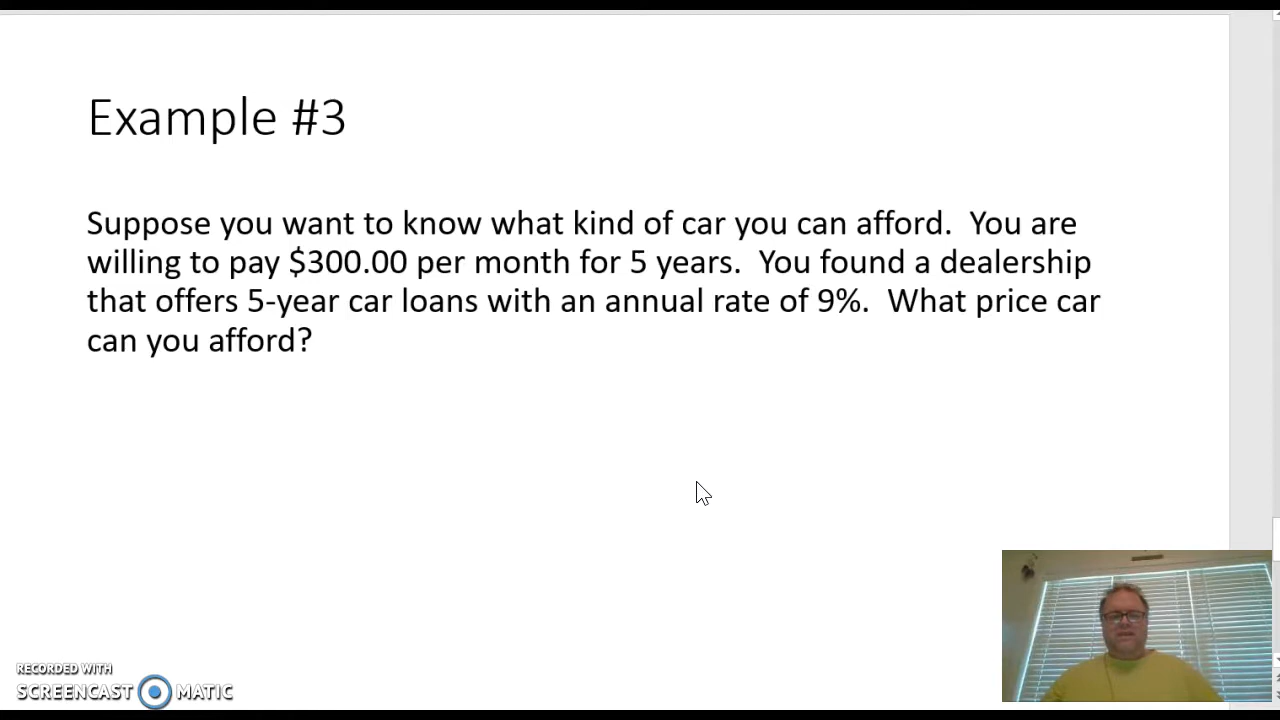 Example #3
Suppose you want to know what kind of car you can afford.  You are
willing to pay $300.00 per month for 5 years.  You found a dealership
that offers 5-year car loans with an annual rate of 9%.  What price car
can you afford?
RECORDED WITH
SCREENCAST MATIC